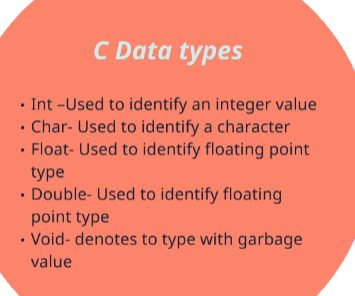 C Data types
• Int –Used to identify an integer value
• Char- Used to identify a character
• Float- Used to identify floating point
type
• Double- Used to identify floating
point type
• Void- denotes to type with garbage
value